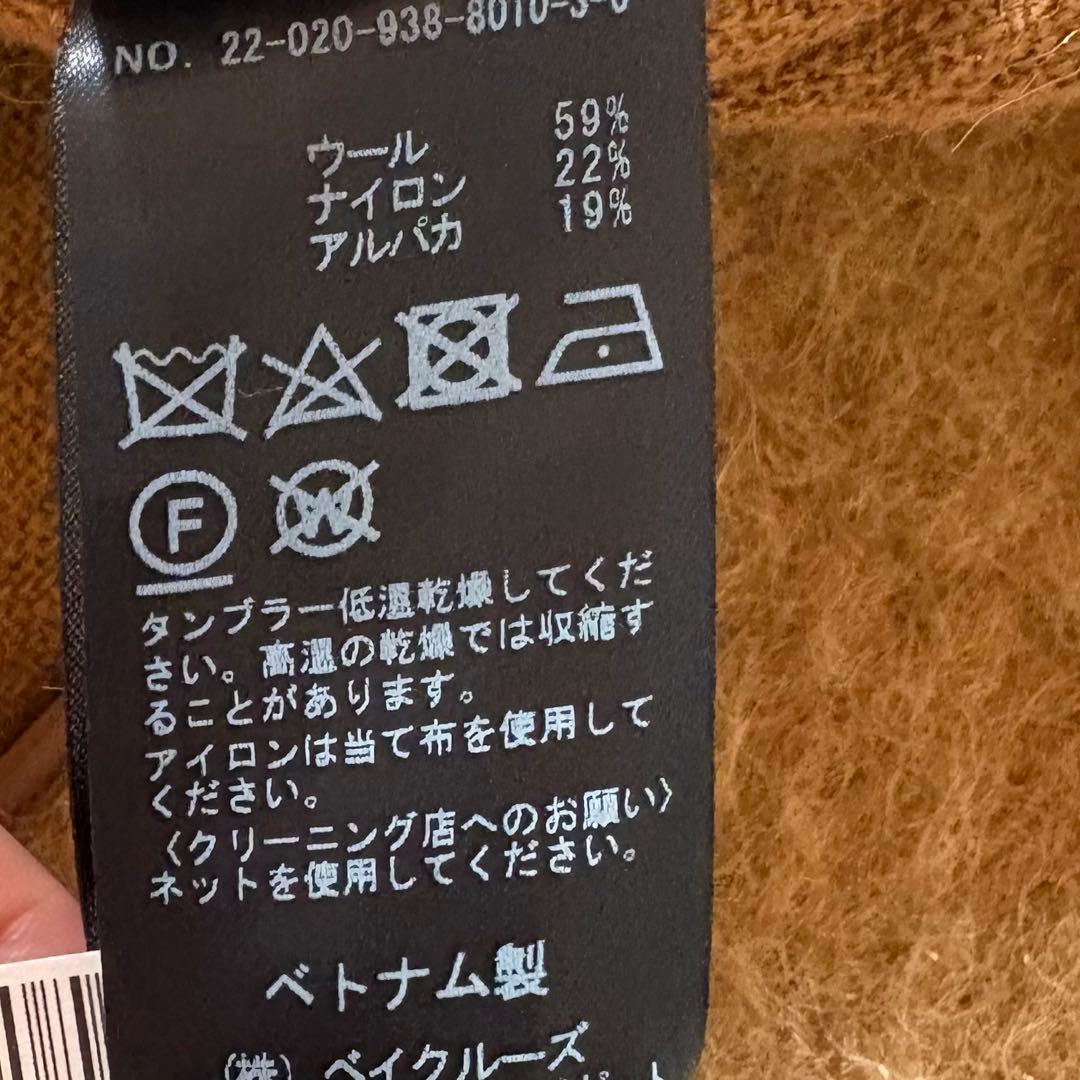 NO. 22-020-938-8010-3-0
ウール 59%
ナイロン 22%
アルパカ 19%
F W
タンブラー低温乾燥してくだ
さい。高温の乾燥では収縮す
ることがあります。
アイロンは当て布を使用して
ください。
〈クリーニング店へのお願い〉
ネットを使用してください。
ベトナム製
(株)ベイクルーズ